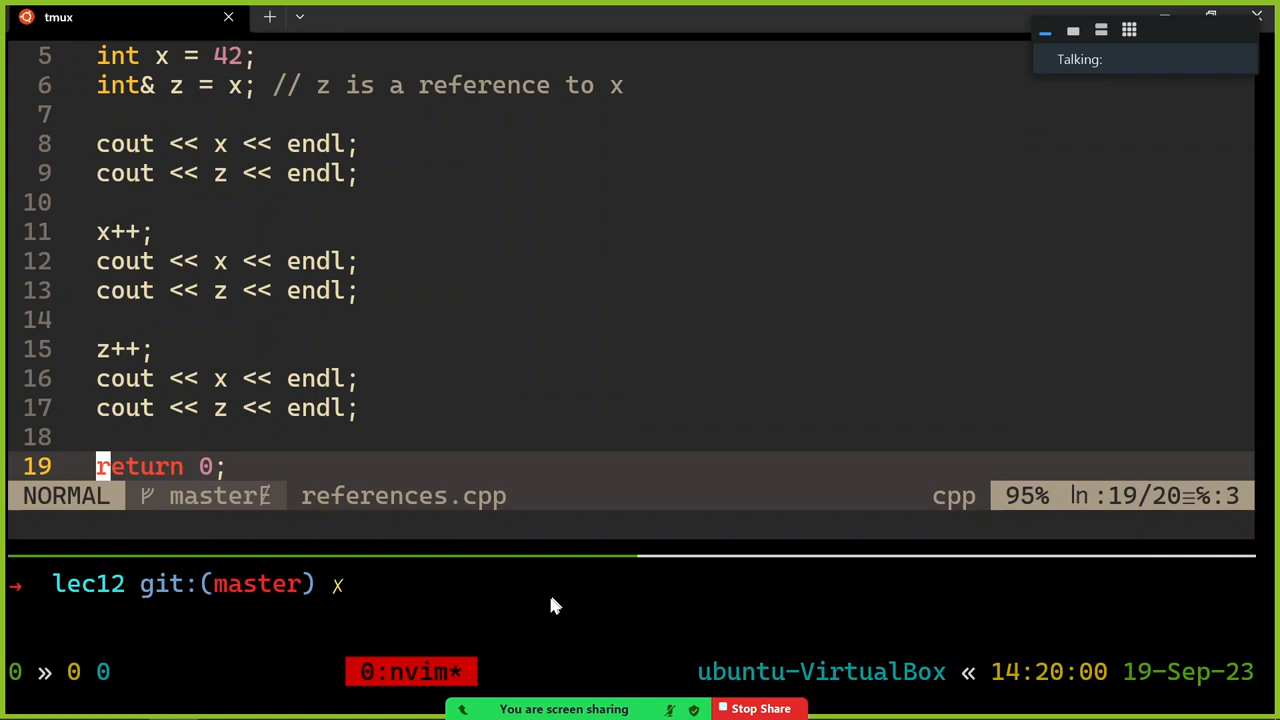 tmux
Talking:
5 int x = 42;
6 int& z = x; // z is a reference to x
7
8 cout << x << endl;
9 cout << z << endl;
10
11 x++;
12 cout << x << endl;
13 cout << z << endl;
14
15 z++;
16 cout << x << endl;
17 cout << z << endl;
18
19 return 0;
NORMAL master references.cpp cpp 95% ln :19/20≡%:3
→ lec12 git:(master) ✗
0 » 0 0 0:nvim* ubuntu-VirtualBox « 14:20:00 19-Sep-23
You are screen sharing Stop Share